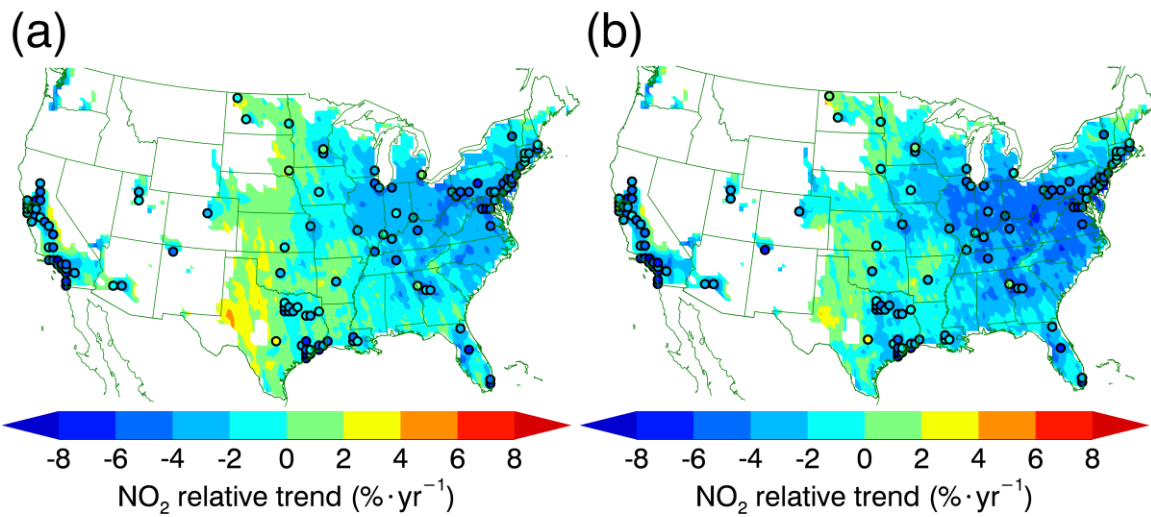 (a)
(b)
-8 -6 -4 -2 0 2 4 6 8
NO₂ relative trend (%·yr⁻¹)
-8 -6 -4 -2 0 2 4 6 8
NO₂ relative trend (%·yr⁻¹)